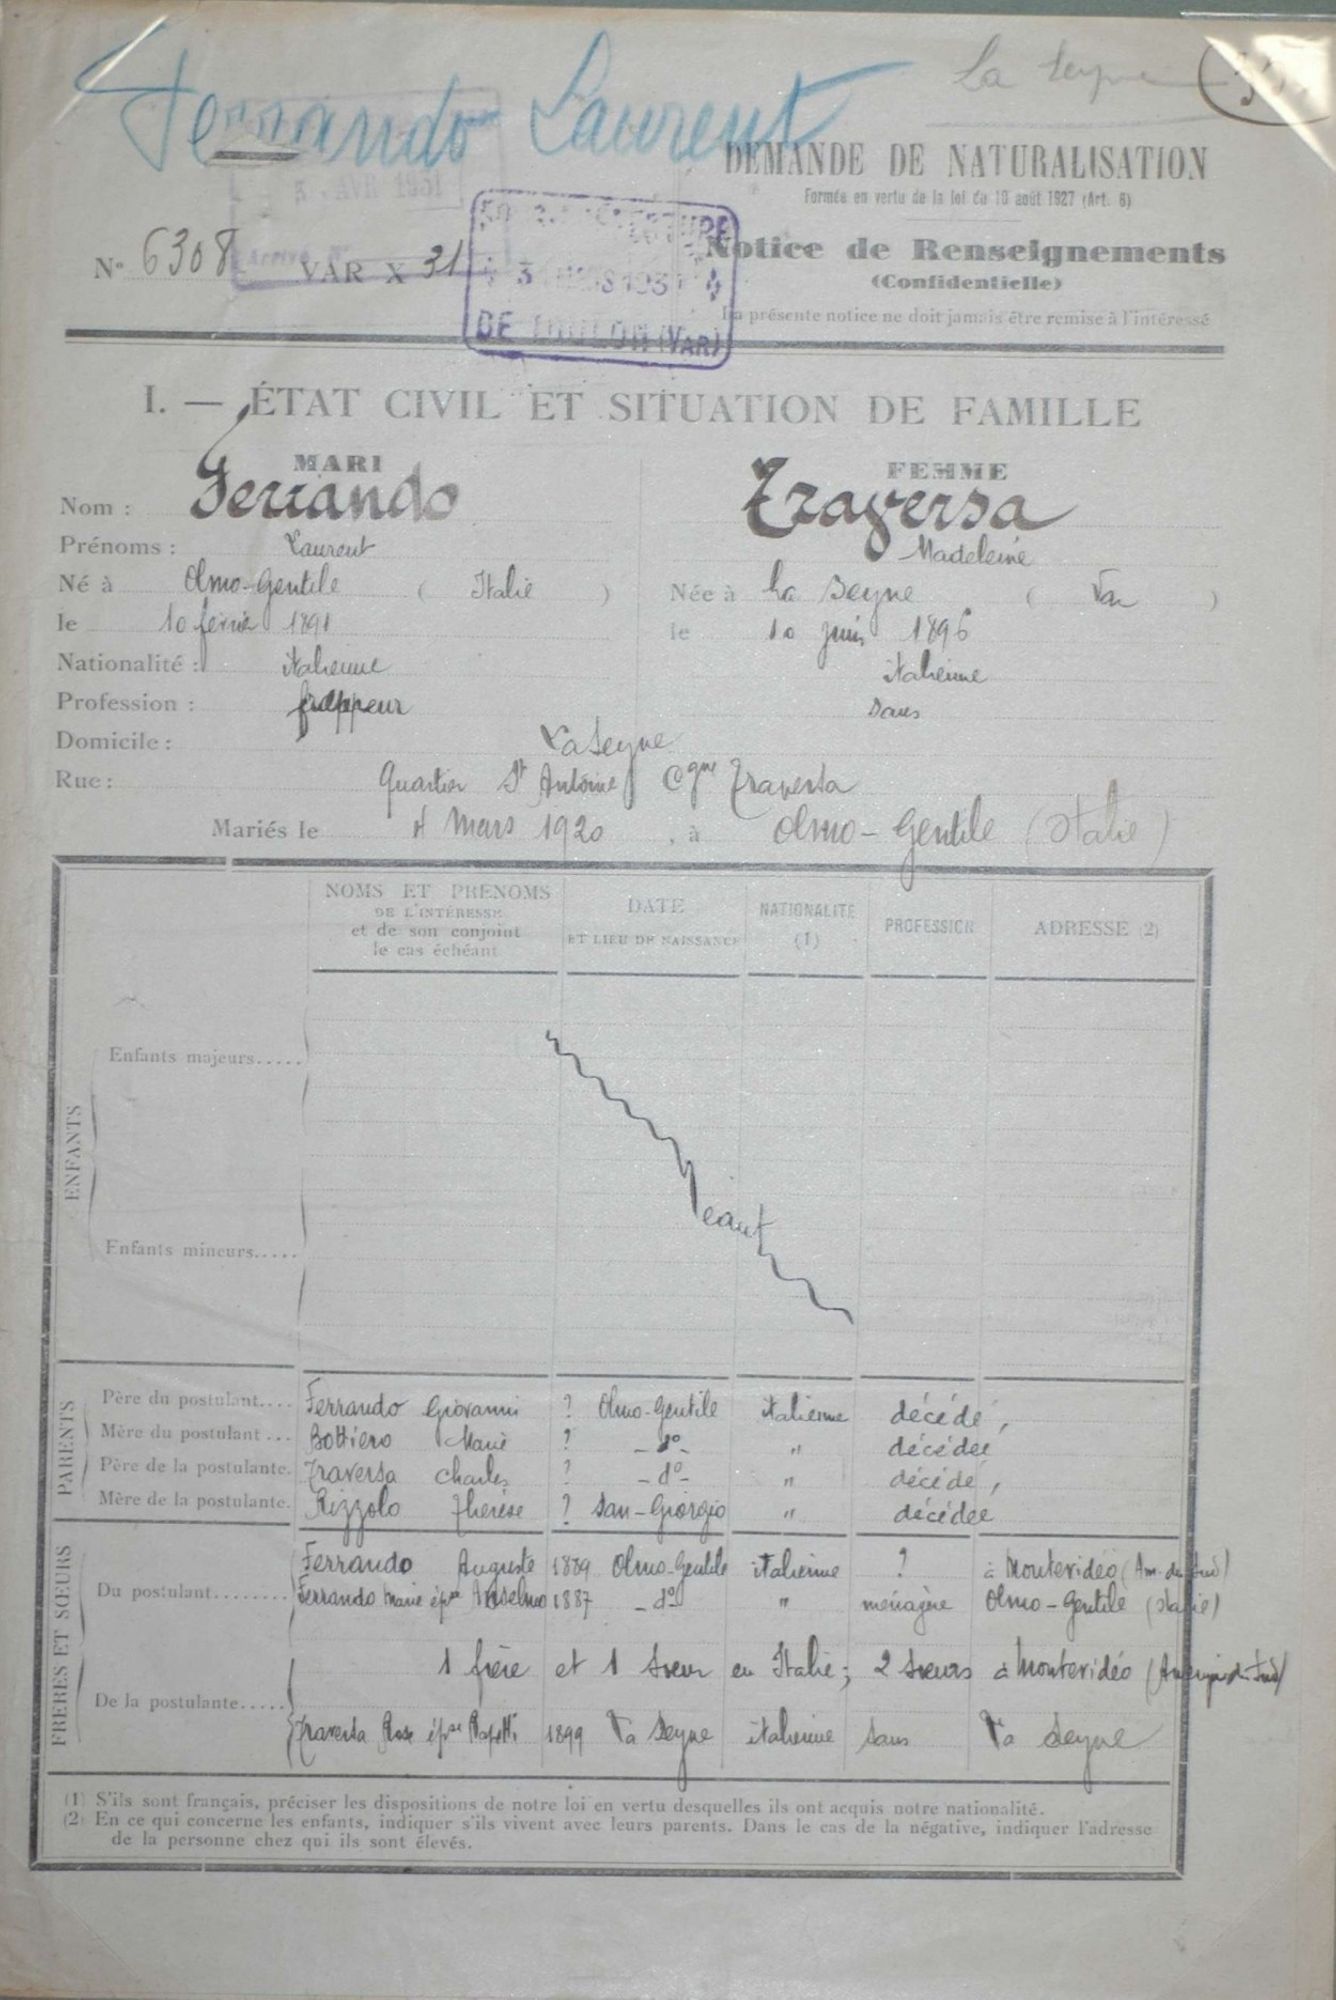 La Seyne
Ferrando Laurent
DEMANDE DE NATURALISATION
Formée en vertu de la loi du 10 août 1927 (Art. 6)
5 AVR 1931
SOUS-PRÉFECTURE
3 MARS 1931
DE TOULON (VAR)
N° 6308 VAR X 31
Arrivé N°
Notice de Renseignements
(Confidentielle)
La présente notice ne doit jamais être remise à l'intéressé
I. — ÉTAT CIVIL ET SITUATION DE FAMILLE
MARI FEMME
Nom : Ferrando Traversa
Prénoms : Laurent Madeleine
Né à Olmo-Gentile ( Italie ) Née à La Seyne ( Var )
le 10 février 1891 le 10 juin 1896
Nationalité : italienne italienne
Profession : frappeur sans
Domicile : La Seyne
Rue : Quartier St Antoine Cgne Traversa
Mariés le 4 Mars 1920, à Olmo-Gentile (Italie)
NOMS ET PRÉNOMS DATE NATIONALITÉ PROFESSION ADRESSE (2)
DE L'INTÉRESSÉ ET LIEU DE NAISSANCE (1)
et de son conjoint
le cas échéant
ENFANTS
Enfants majeurs.....
Néant
Enfants mineurs.....
PARENTS
Père du postulant.... Ferrando Giovanni ? Olmo-Gentile italienne décédé,
Mère du postulant ... Bottiero Marie ? -d°- " décédée
Père de la postulante. Traversa Charles ? -d°- " décédé,
Mère de la postulante. Rizzolo Thérèse ? San-Giorgio " décédée
FRÈRES ET SŒURS
Ferrando Auguste 1889 Olmo-Gentile italienne ? à Montevidéo (Am. du Sud)
Du postulant........ Ferrando Marie épse Anselmo 1887 -d°- " ménagère Olmo-Gentile (Italie)
1 frère et 1 sœur en Italie; 2 sœurs à Montevidéo (Amérique du Sud)
De la postulante.....
Traversa Rose épse Rapetti 1899 La Seyne italienne sans La Seyne
(1) S'ils sont français, préciser les dispositions de notre loi en vertu desquelles ils ont acquis notre nationalité.
(2) En ce qui concerne les enfants, indiquer s'ils vivent avec leurs parents. Dans le cas de la négative, indiquer l'adresse
de la personne chez qui ils sont élevés.